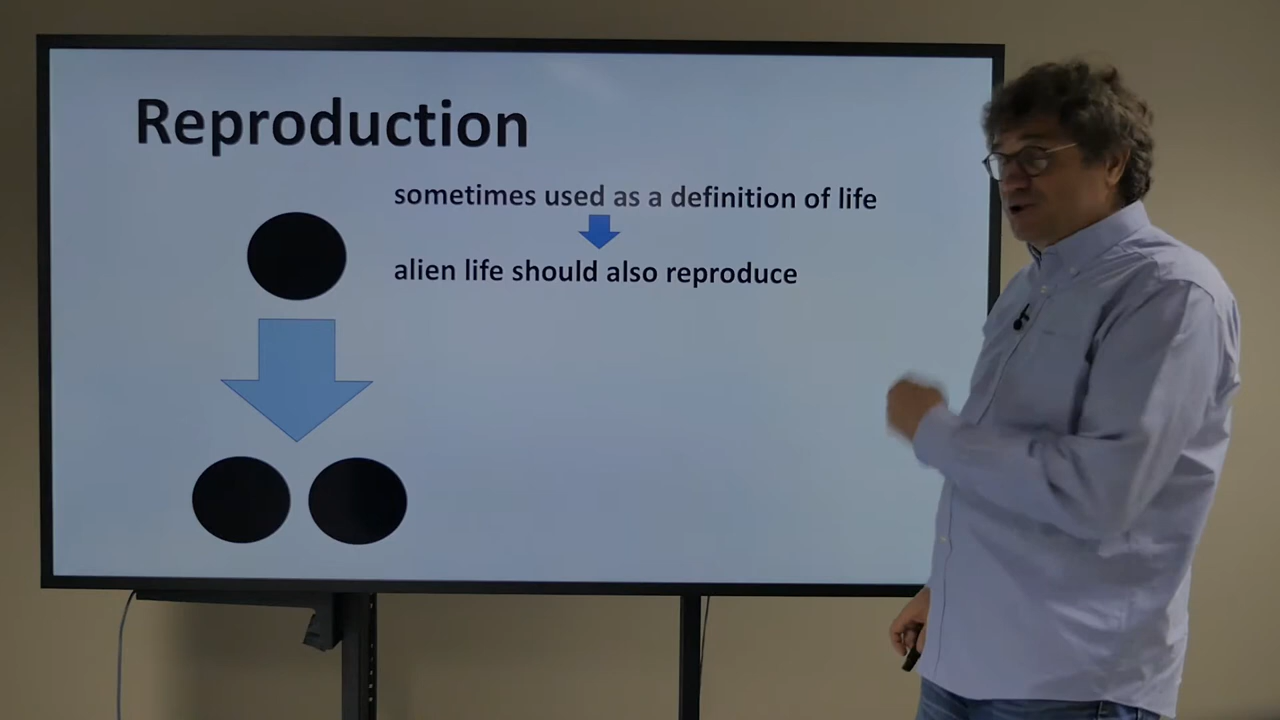 Reproduction
sometimes used as a definition of life
alien life should also reproduce